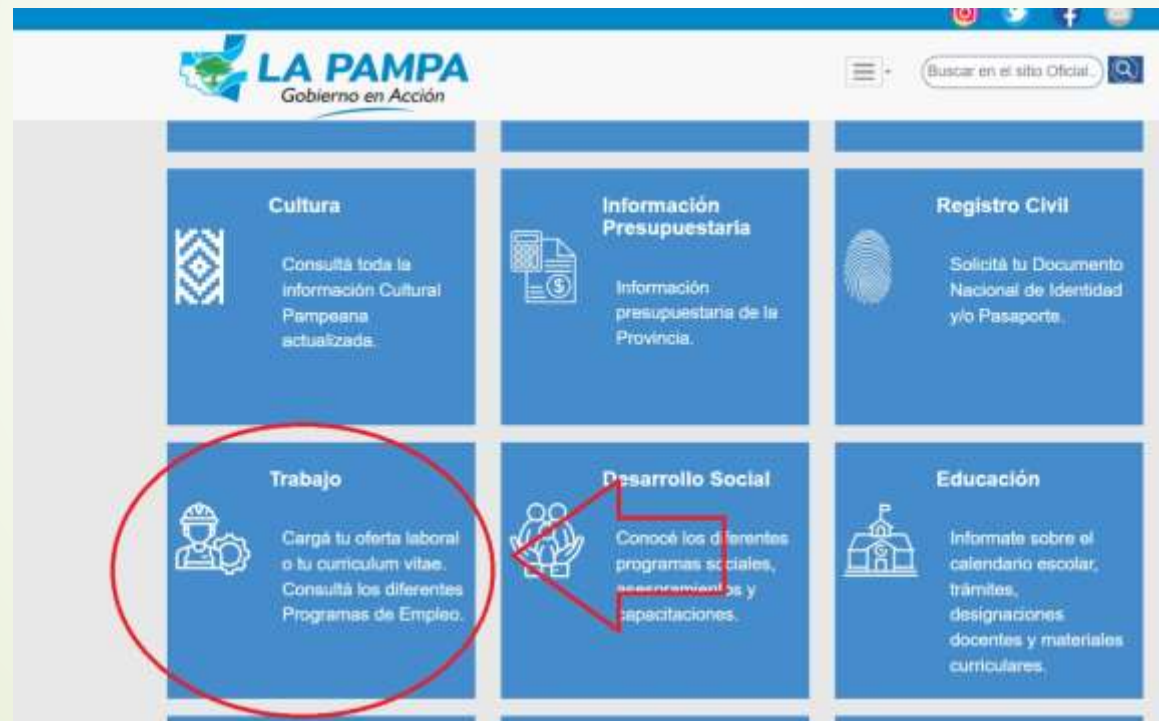 LA PAMPA
Gobierno en Acción
Buscar en el sitio Oficial.
Cultura
Consultá toda la
información Cultural
Pampeana
actualizada.
Información
Presupuestaria
Información
presupuestaria de la
Provincia.
Registro Civil
Solicitá tu Documento
Nacional de Identidad
y/o Pasaporte.
Trabajo
Cargá tu oferta laboral
o tu curriculum vitae.
Consultá los diferentes
Programas de Empleo.
Desarrollo Social
Conocé los diferentes
programas sociales,
asesoramientos y
capacitaciones.
Educación
Informate sobre el
calendario escolar,
trámites,
designaciones
docentes y materiales
curriculares.